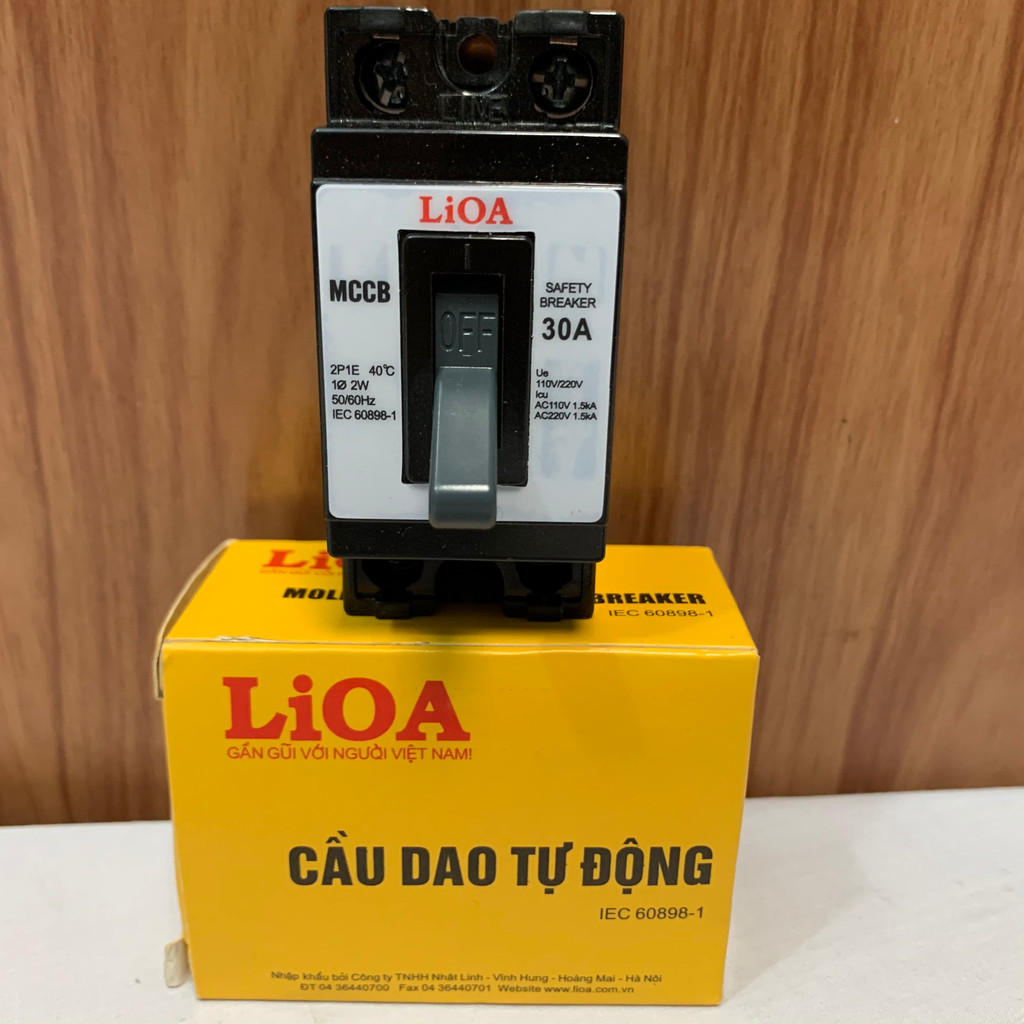 LINE
LiOA
MCCB
SAFETY
BREAKER
30A
OFF
2P1E 40°C
1Ø 2W
50/60Hz
IEC 60898-1
Ue
110V/220V
Icu
AC110V 1.5kA
AC220V 1.5kA
BREAKER
IEC 60898-1
LiOA
GẦN GŨI VỚI NGƯỜI VIỆT NAM!
CẦU DAO TỰ ĐỘNG
IEC 60898-1
Nhập khẩu bởi Công ty TNHH Nhật Linh - Vĩnh Hưng - Hoàng Mai - Hà Nội
ĐT 04 36440700 Fax 04 36440701 Website www.lioa.com.vn